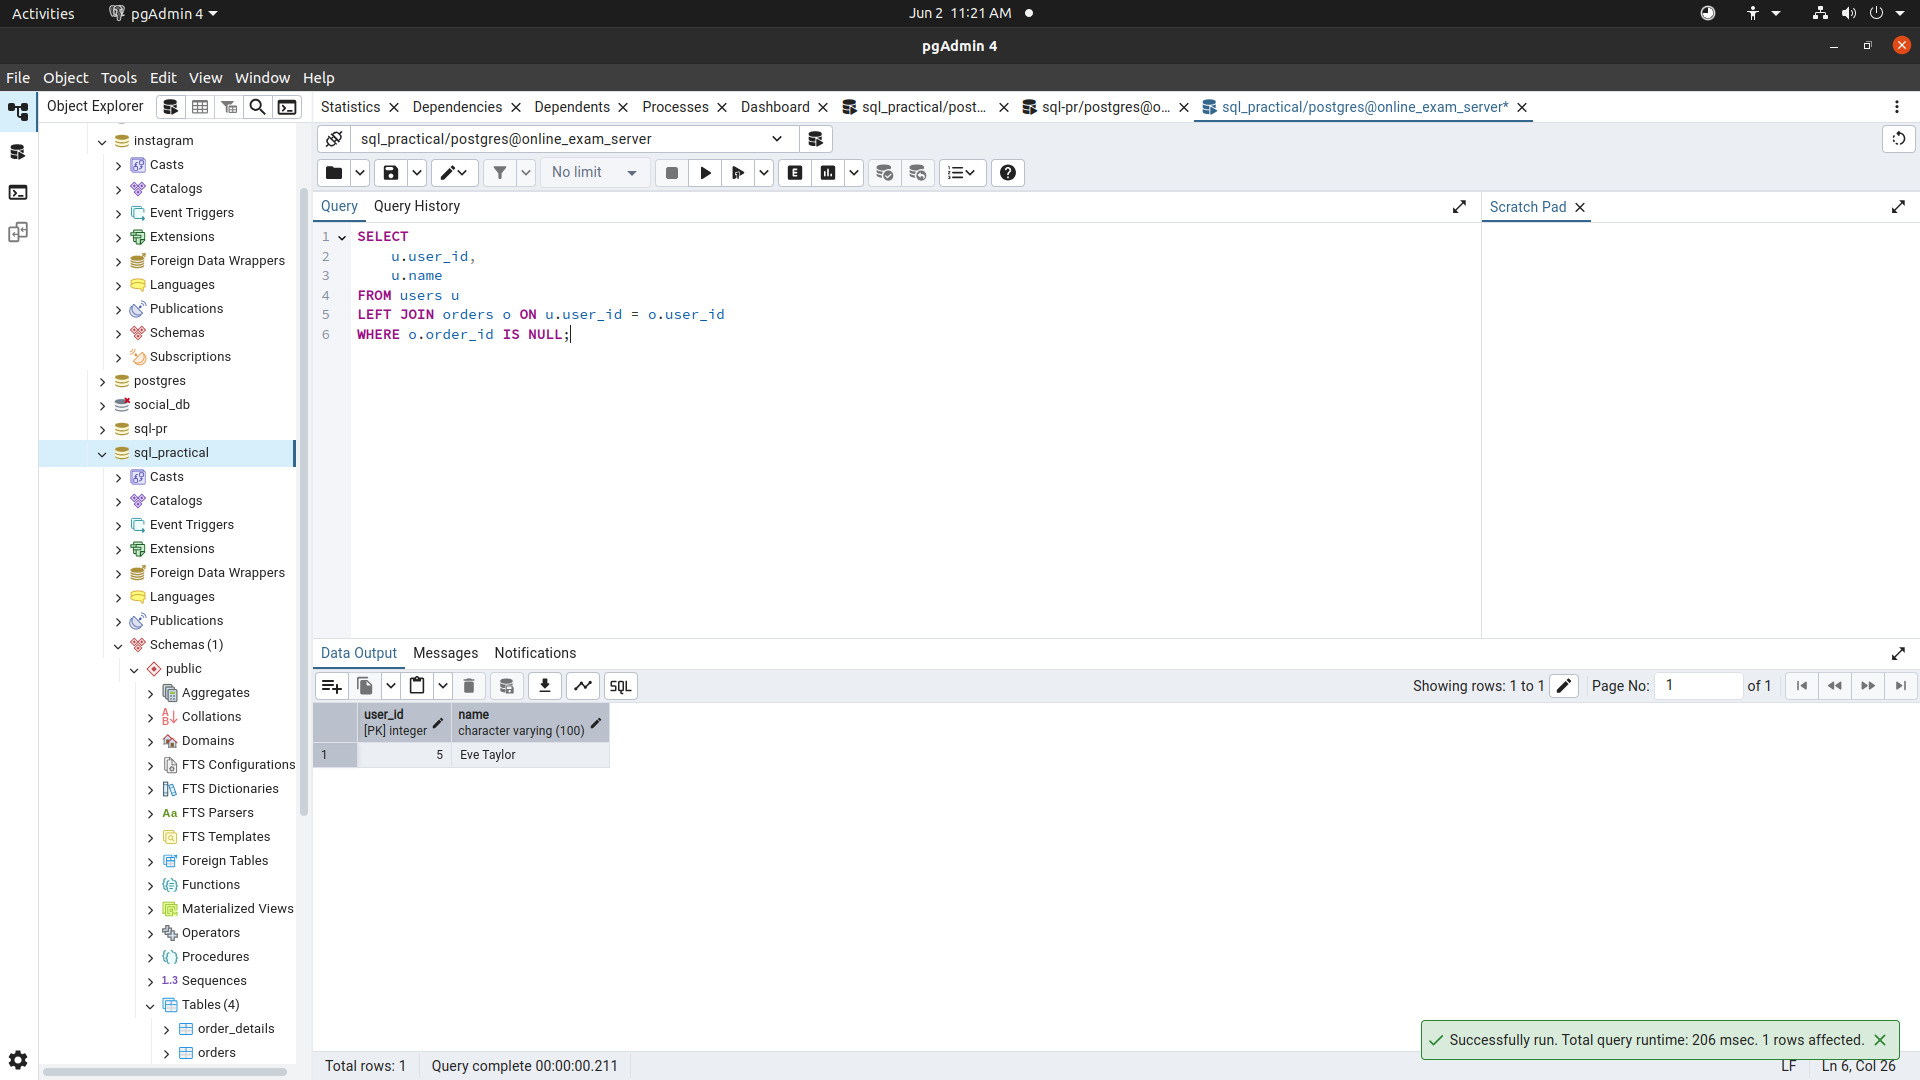 Activities
pgAdmin 4
Jun 2 11:21 AM
pgAdmin 4
File Object Tools Edit View Window Help
Object Explorer
instagram
Casts
Catalogs
Event Triggers
Extensions
Foreign Data Wrappers
Languages
Publications
Schemas
Subscriptions
postgres
social_db
sql-pr
sql_practical
Casts
Catalogs
Event Triggers
Extensions
Foreign Data Wrappers
Languages
Publications
Schemas (1)
public
Aggregates
Collations
Domains
FTS Configurations
FTS Dictionaries
Aa FTS Parsers
FTS Templates
Foreign Tables
Functions
Materialized Views
Operators
Procedures
1..3 Sequences
Tables (4)
order_details
orders
Statistics Dependencies Dependents Processes Dashboard sql_practical/post... sql-pr/postgres@o... sql_practical/postgres@online_exam_server*
sql_practical/postgres@online_exam_server
No limit
E
Query Query History
1 SELECT
2 u.user_id,
3 u.name
4 FROM users u
5 LEFT JOIN orders o ON u.user_id = o.user_id
6 WHERE o.order_id IS NULL;
Scratch Pad
Data Output Messages Notifications
SQL
Showing rows: 1 to 1
Page No: 1 of 1
user_id
[PK] integer
name
character varying (100)
1 5 Eve Taylor
Successfully run. Total query runtime: 206 msec. 1 rows affected.
Total rows: 1
Query complete 00:00:00.211
LF
Ln 6, Col 26